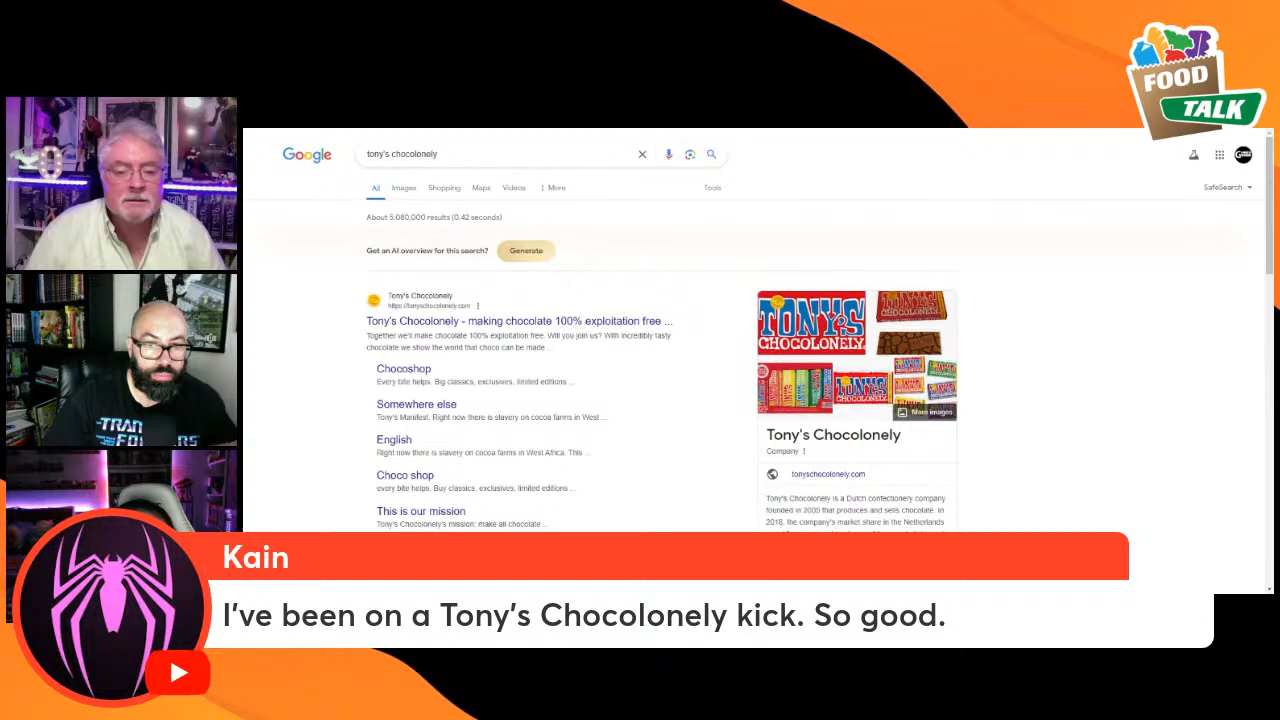 FOOD
TALK
Google
tony's chocolonely
All Images Shopping Maps Videos More Tools
SafeSearch
About 5,080,000 results (0.42 seconds)
Get an AI overview for this search? Generate
Tony's Chocolonely
https://tonyschocolonely.com
Tony's Chocolonely - making chocolate 100% exploitation free ...
Together we'll make chocolate 100% exploitation free. Will you join us? With incredibly tasty
chocolate we show the world that choco can be made ...
Chocoshop
Every bite helps. Big classics, exclusives, limited editions ...
Somewhere else
Tony's Manifest. Right now there is slavery on cocoa farms in West ...
English
Right now there is slavery on cocoa farms in West Africa. This ...
Choco shop
every bite helps. Buy classics, exclusives, limited editions ...
This is our mission
Tony's Chocolonely's mission: make all chocolate ...
TONY'S
CHOCOLONELY
TONY'S
CHOCOLONELY
TONY'S
More images
Tony's Chocolonely
Company
tonyschocolonely.com
Tony's Chocolonely is a Dutch confectionery company
founded in 2005 that produces and sells chocolate. In
2018, the company's market share in the Netherlands
TRAN
FORMERS
Kain
I've been on a Tony's Chocolonely kick. So good.